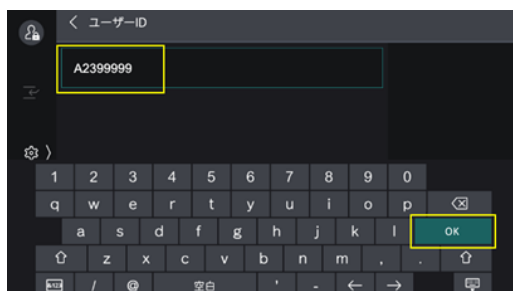 ユーザーID
A2399999
1 2 3 4 5 6 7 8 9 0
q w e r t y u i o p
a s d f g h j k l OK
z x c v b n m , .
/ @ 空白 ' -